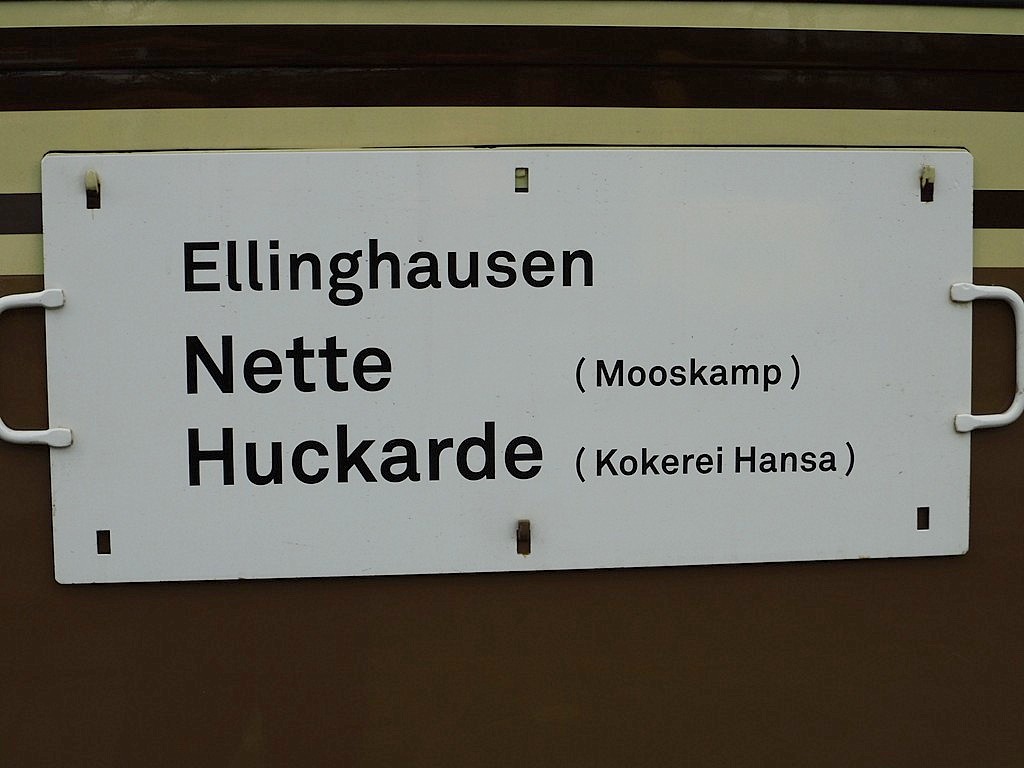 Ellinghausen
Nette ( Mooskamp )
Huckarde ( Kokerei Hansa )